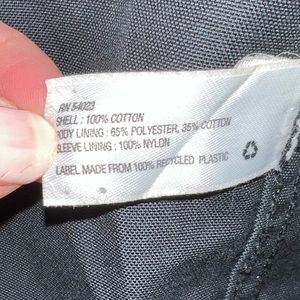 RN 54023
SHELL : 100% COTTON
BODY LINING : 65% POLYESTER, 35% COTTON
SLEEVE LINING : 100% NYLON
LABEL MADE FROM 100% RECYCLED PLASTIC